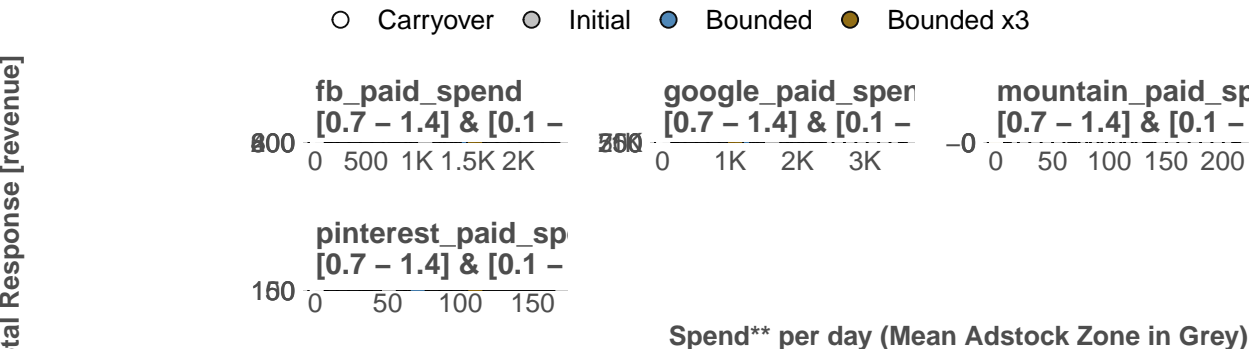 Carryover Initial Bounded Bounded x3
tal Response [revenue]
fb_paid_spend
[0.7 – 1.4] & [0.1 –
0 500 1K 1.5K 2K
google_paid_spen
[0.7 – 1.4] & [0.1 –
0 1K 2K 3K
mountain_paid_sp
[0.7 – 1.4] & [0.1 –
−0
0 50 100 150 200
pinterest_paid_sp
[0.7 – 1.4] & [0.1 –
0 50 100 150
Spend** per day (Mean Adstock Zone in Grey)